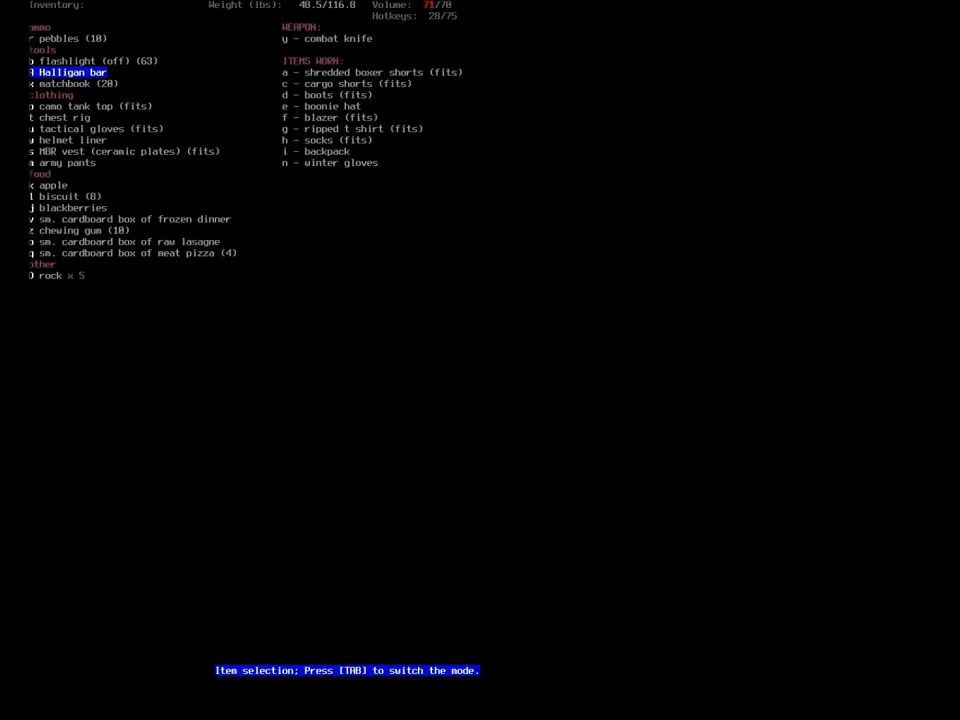 Inventory: Weight (lbs): 48.5/116.8 Volume: 71/70
Hotkeys: 28/75
ammo
r pebbles (10)
tools
b flashlight (off) (63)
A Halligan bar
x matchbook (20)
clothing
o camo tank top (fits)
t chest rig
u tactical gloves (fits)
w helmet liner
s MBR vest (ceramic plates) (fits)
m army pants
food
k apple
l biscuit (8)
j blackberries
v sm. cardboard box of frozen dinner
z chewing gum (10)
p sm. cardboard box of raw lasagne
q sm. cardboard box of meat pizza (4)
other
D rock x 5
WEAPON:
y - combat knife
ITEMS WORN:
a - shredded boxer shorts (fits)
c - cargo shorts (fits)
d - boots (fits)
e - boonie hat
f - blazer (fits)
g - ripped t shirt (fits)
h - socks (fits)
i - backpack
n - winter gloves
Item selection; Press [TAB] to switch the mode.